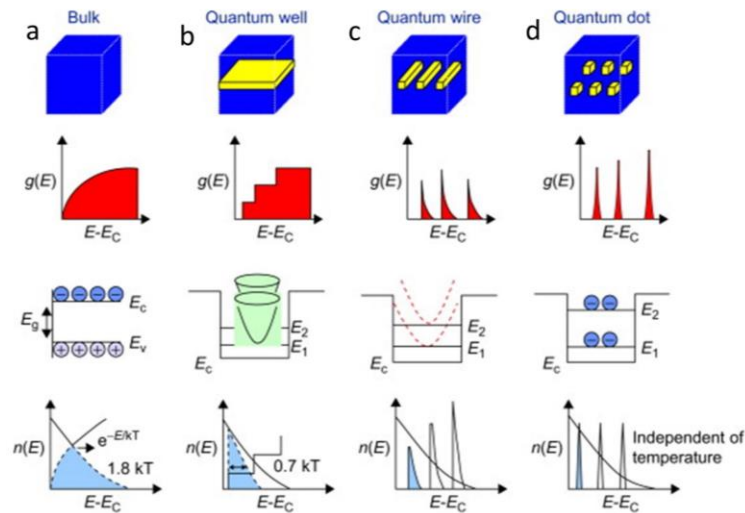 a Bulk b Quantum well c Quantum wire d Quantum dot
g(E) g(E) g(E) g(E)
E-EC E-EC E-EC E-EC
Ec E2 E2 E2
Eg
Ev E1 E1 E1
Ec Ec Ec
n(E) e−E/kT n(E) n(E) n(E) Independent of
1.8 kT 0.7 kT temperature
E-EC E-EC E-EC E-EC